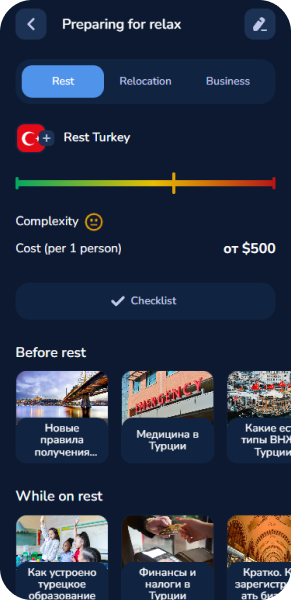 Preparing for relax
Rest
Relocation
Business
Rest Turkey
Complexity
Cost (per 1 person)
от $500
Checklist
Before rest
EMERGENCY
Новые
правила
получения...
Медицина в
Турции
Какие ес
типы ВНЖ
Турции
While on rest
Как устроено
турецкое
образование
Финансы и
налоги в
Турции
Кратко. К
зарегистр
ать биз